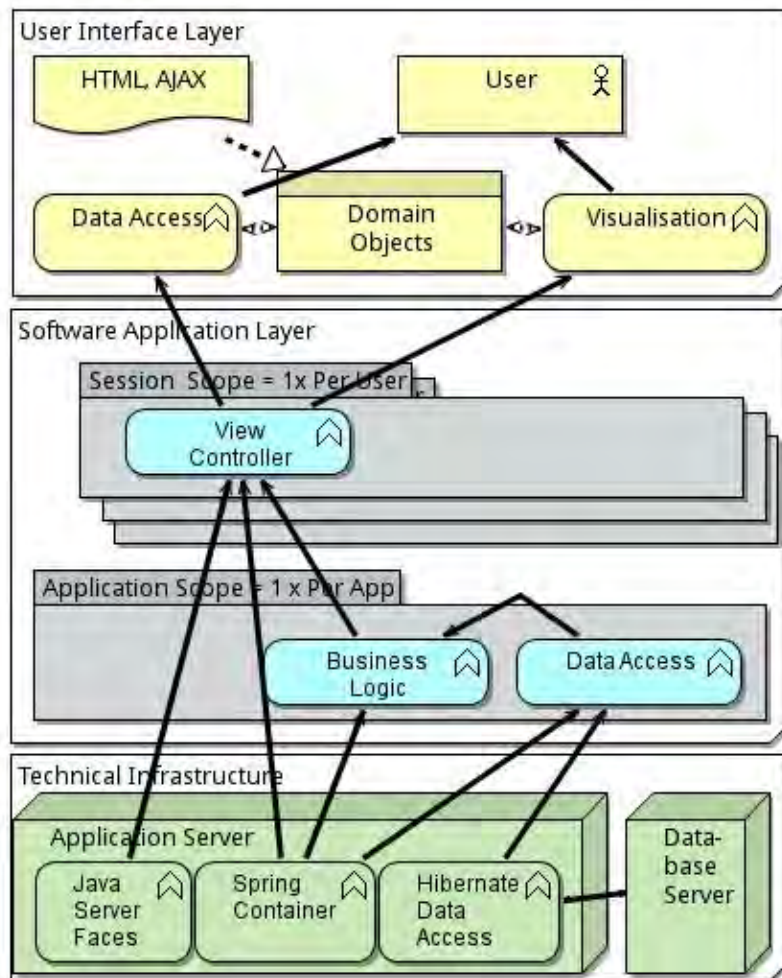 User Interface Layer
HTML, AJAX
User
Data Access
Domain
Objects
Visualisation
Software Application Layer
Session Scope = 1x Per User
r
View
Controller
Application Scope = 1 x Per App
Business
Logic
Data Access
Technical Infrastructure
Application Server
Java
Server
Faces
Spring
Container
Hibernate
Data
Access
Data-
base
Server